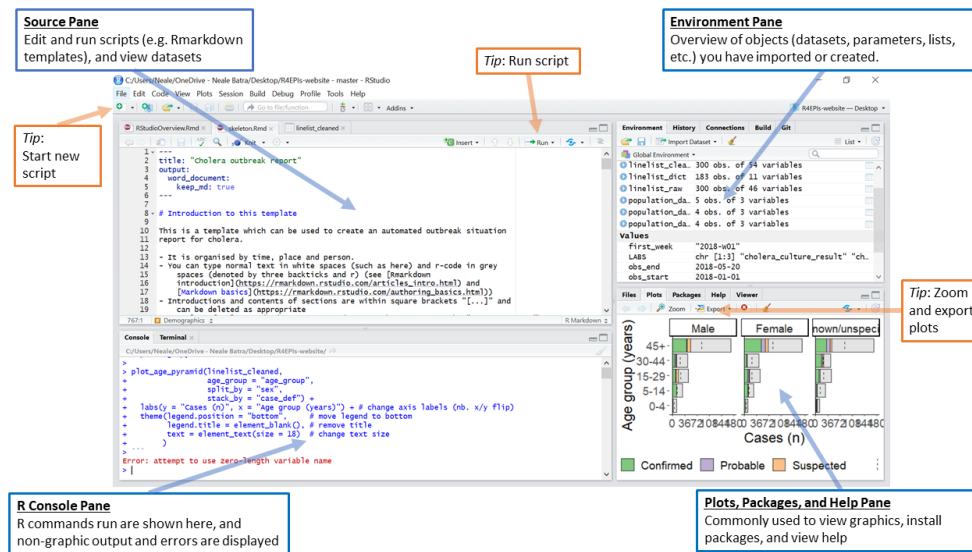 Source Pane
Edit and run scripts (e.g. Rmarkdown
templates), and view datasets
Environment Pane
Overview of objects (datasets, parameters, lists,
etc.) you have imported or created.
Tip: Run script
Tip:
Start new
script
C:/Users/Neale/OneDrive - Neale Batra/Desktop/R4EPIs-website - master - RStudio
File Edit Code View Plots Session Build Debug Profile Tools Help
Go to file/function Addins
R4EPIs-website — Desktop
RStudioOverview.Rmd skeleton.Rmd linelist_cleaned
Knit Insert Run
1 ---
2 title: "Cholera outbreak report"
3 output:
4 word_document:
5 keep_md: true
6 ---
7
8 # Introduction to this template
9
10 This is a template which can be used to create an automated outbreak situation
11 report for cholera.
12
13 - It is organised by time, place and person.
14 - You can type normal text in white spaces (such as here) and r-code in grey
15 spaces (denoted by three backticks and r) (see [Rmarkdown
16 introduction](https://rmarkdown.rstudio.com/articles_intro.html) and
17 [Markdown basics](https://rmarkdown.rstudio.com/authoring_basics.html))
18 - Introductions and contents of sections are within square brackets "[...]" and
19 can be deleted as appropriate
767:1 Demographics R Markdown
Console Terminal
C:/Users/Neale/OneDrive - Neale Batra/Desktop/R4EPIs-website/
>
> plot_age_pyramid(linelist_cleaned,
+ age_group = "age_group",
+ split_by = "sex",
+ stack_by = "case_def") +
+ labs(y = "Cases (n)", x = "Age group (years)") + # change axis labels (nb. x/y flip)
+ theme(legend.position = "bottom", # move legend to bottom
+ legend.title = element_blank(), # remove title
+ text = element_text(size = 18) # change text size
+ )
> ```
Error: attempt to use zero-length variable name
>
Environment History Connections Build Git
Import Dataset List
Global Environment
linelist_clea… 300 obs. of 54 variables
linelist_dict 183 obs. of 11 variables
linelist_raw 300 obs. of 46 variables
population_da… 5 obs. of 3 variables
population_da… 4 obs. of 3 variables
population_da… 4 obs. of 3 variables
Values
first_week "2018-W01"
LABS chr [1:3] "cholera_culture_result" "ch…
obs_end 2018-05-20
obs_start 2018-01-01
Files Plots Packages Help Viewer
Zoom Export
Tip: Zoom
and export
plots
Male Female nown/unspeci
Age group (years)
45+
30-44
15-29
5-14
0-4
Cases (n)
Confirmed Probable Suspected
R Console Pane
R commands run are shown here, and
non-graphic output and errors are displayed
Plots, Packages, and Help Pane
Commonly used to view graphics, install
packages, and view help